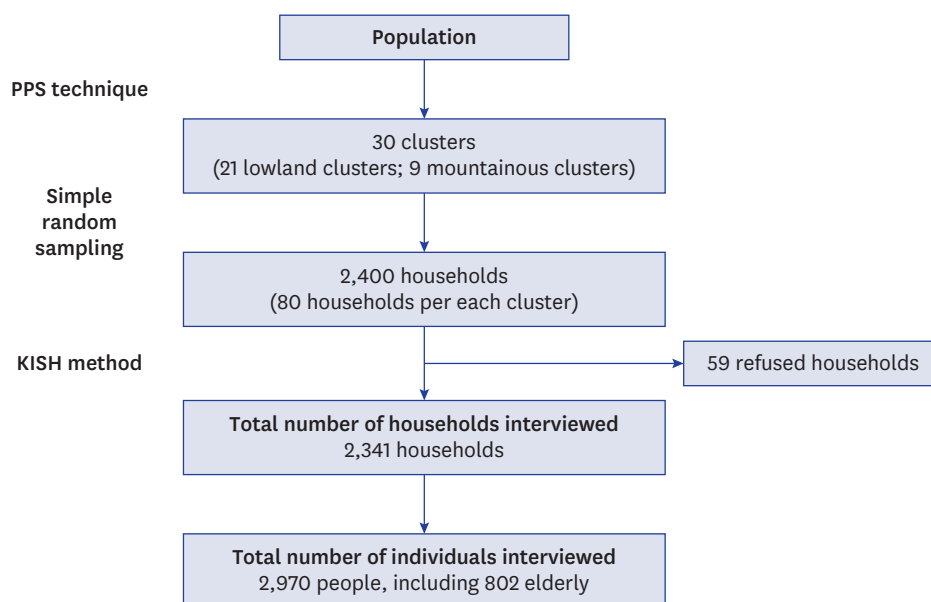 Population
PPS technique
30 clusters
(21 lowland clusters; 9 mountainous clusters)
Simple
random
sampling
2,400 households
(80 households per each cluster)
KISH method
59 refused households
Total number of households interviewed
2,341 households
Total number of individuals interviewed
2,970 people, including 802 elderly